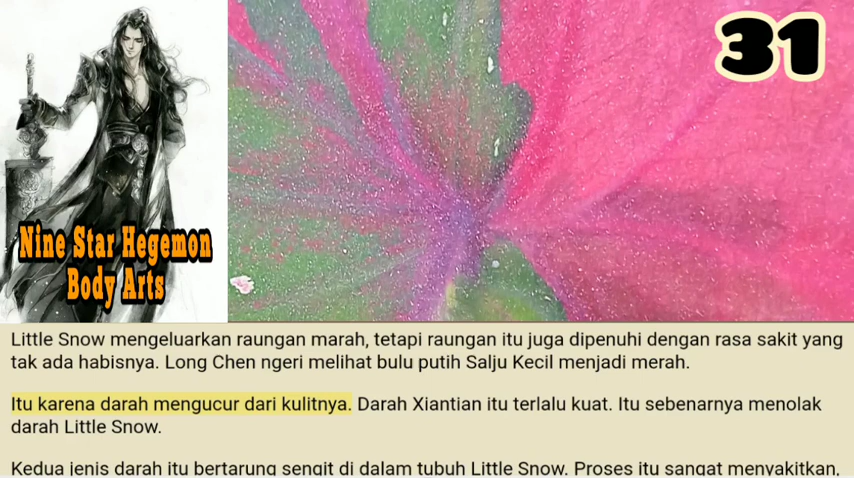 31
Nine Star Hegemon
Body Arts
Little Snow mengeluarkan raungan marah, tetapi raungan itu juga dipenuhi dengan rasa sakit yang
tak ada habisnya. Long Chen ngeri melihat bulu putih Salju Kecil menjadi merah.
Itu karena darah mengucur dari kulitnya. Darah Xiantian itu terlalu kuat. Itu sebenarnya menolak
darah Little Snow.
Kedua jenis darah itu bertarung sengit di dalam tubuh Little Snow. Proses itu sangat menyakitkan,